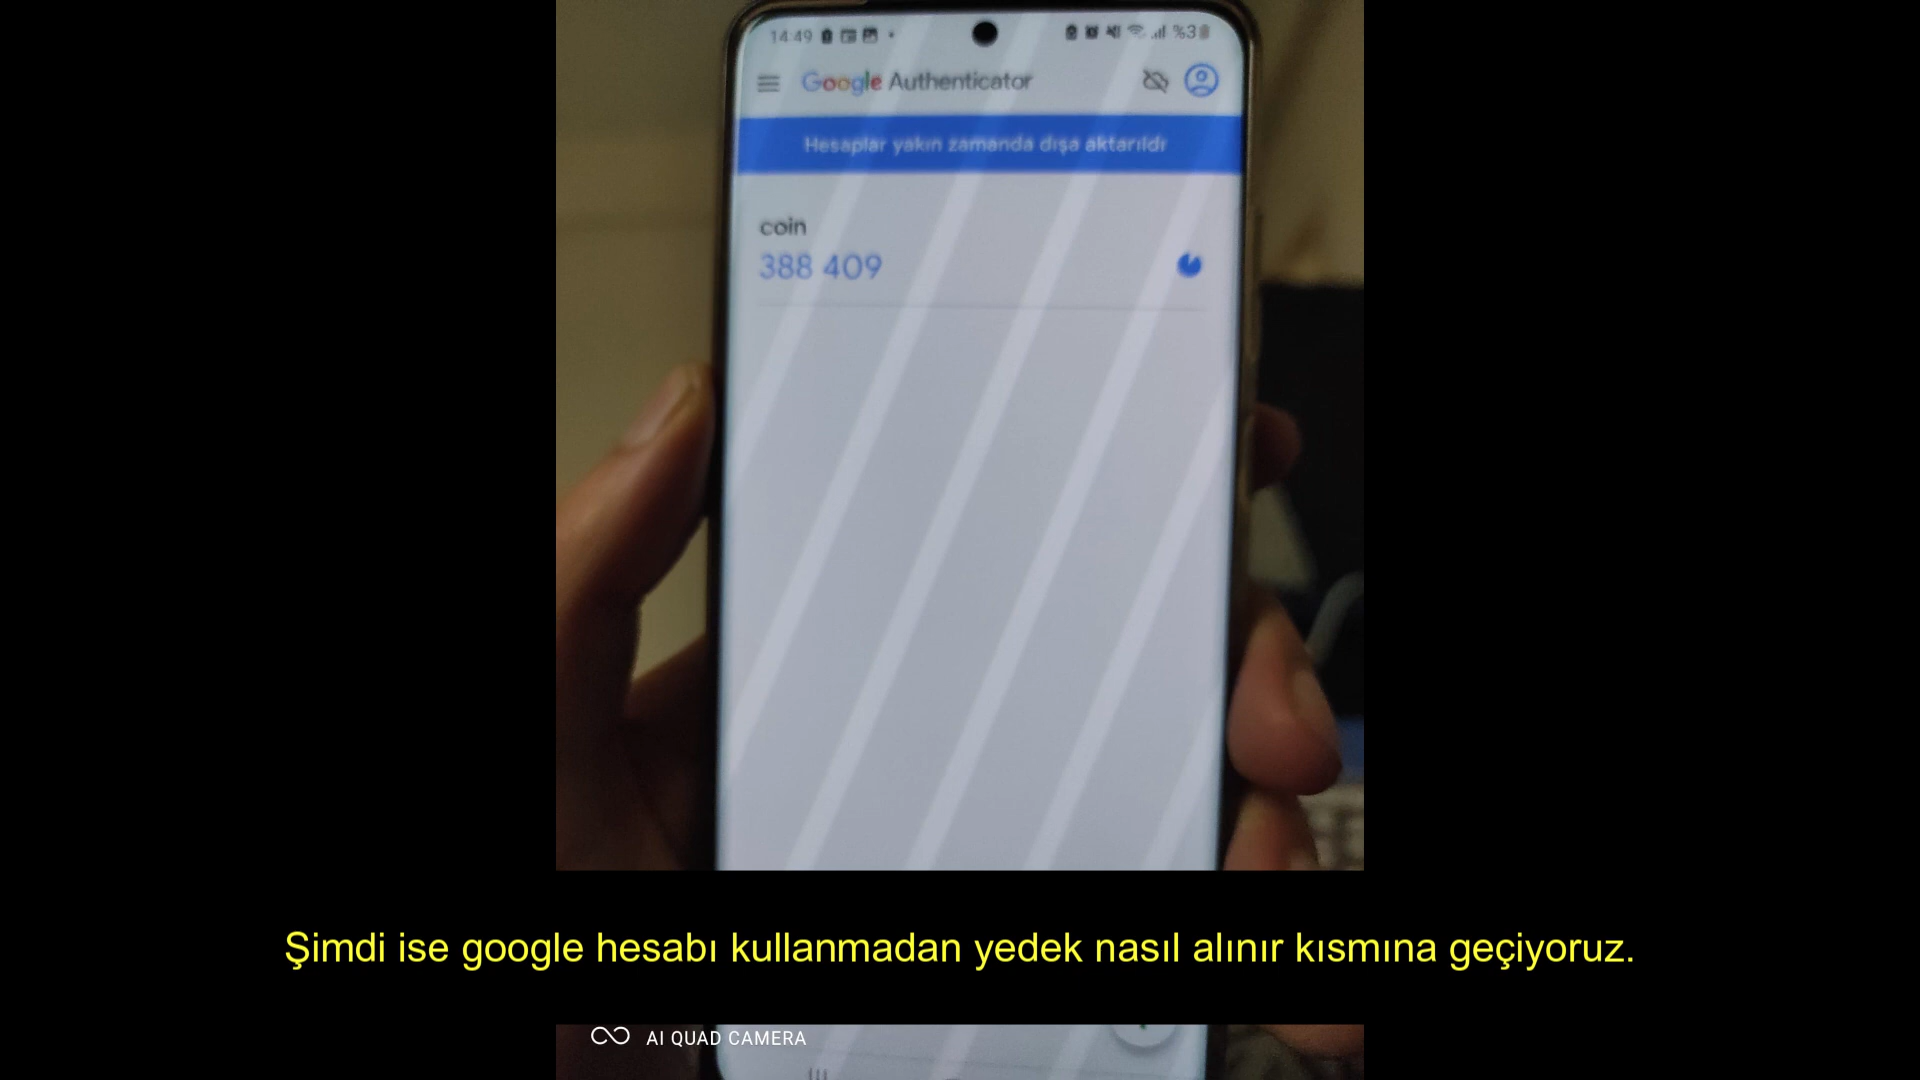 14:49
Google Authenticator
Hesaplar yakın zamanda dışa aktarıldı
coin
388 409
Şimdi ise google hesabı kullanmadan yedek nasıl alınır kısmına geçiyoruz.
AI QUAD CAMERA